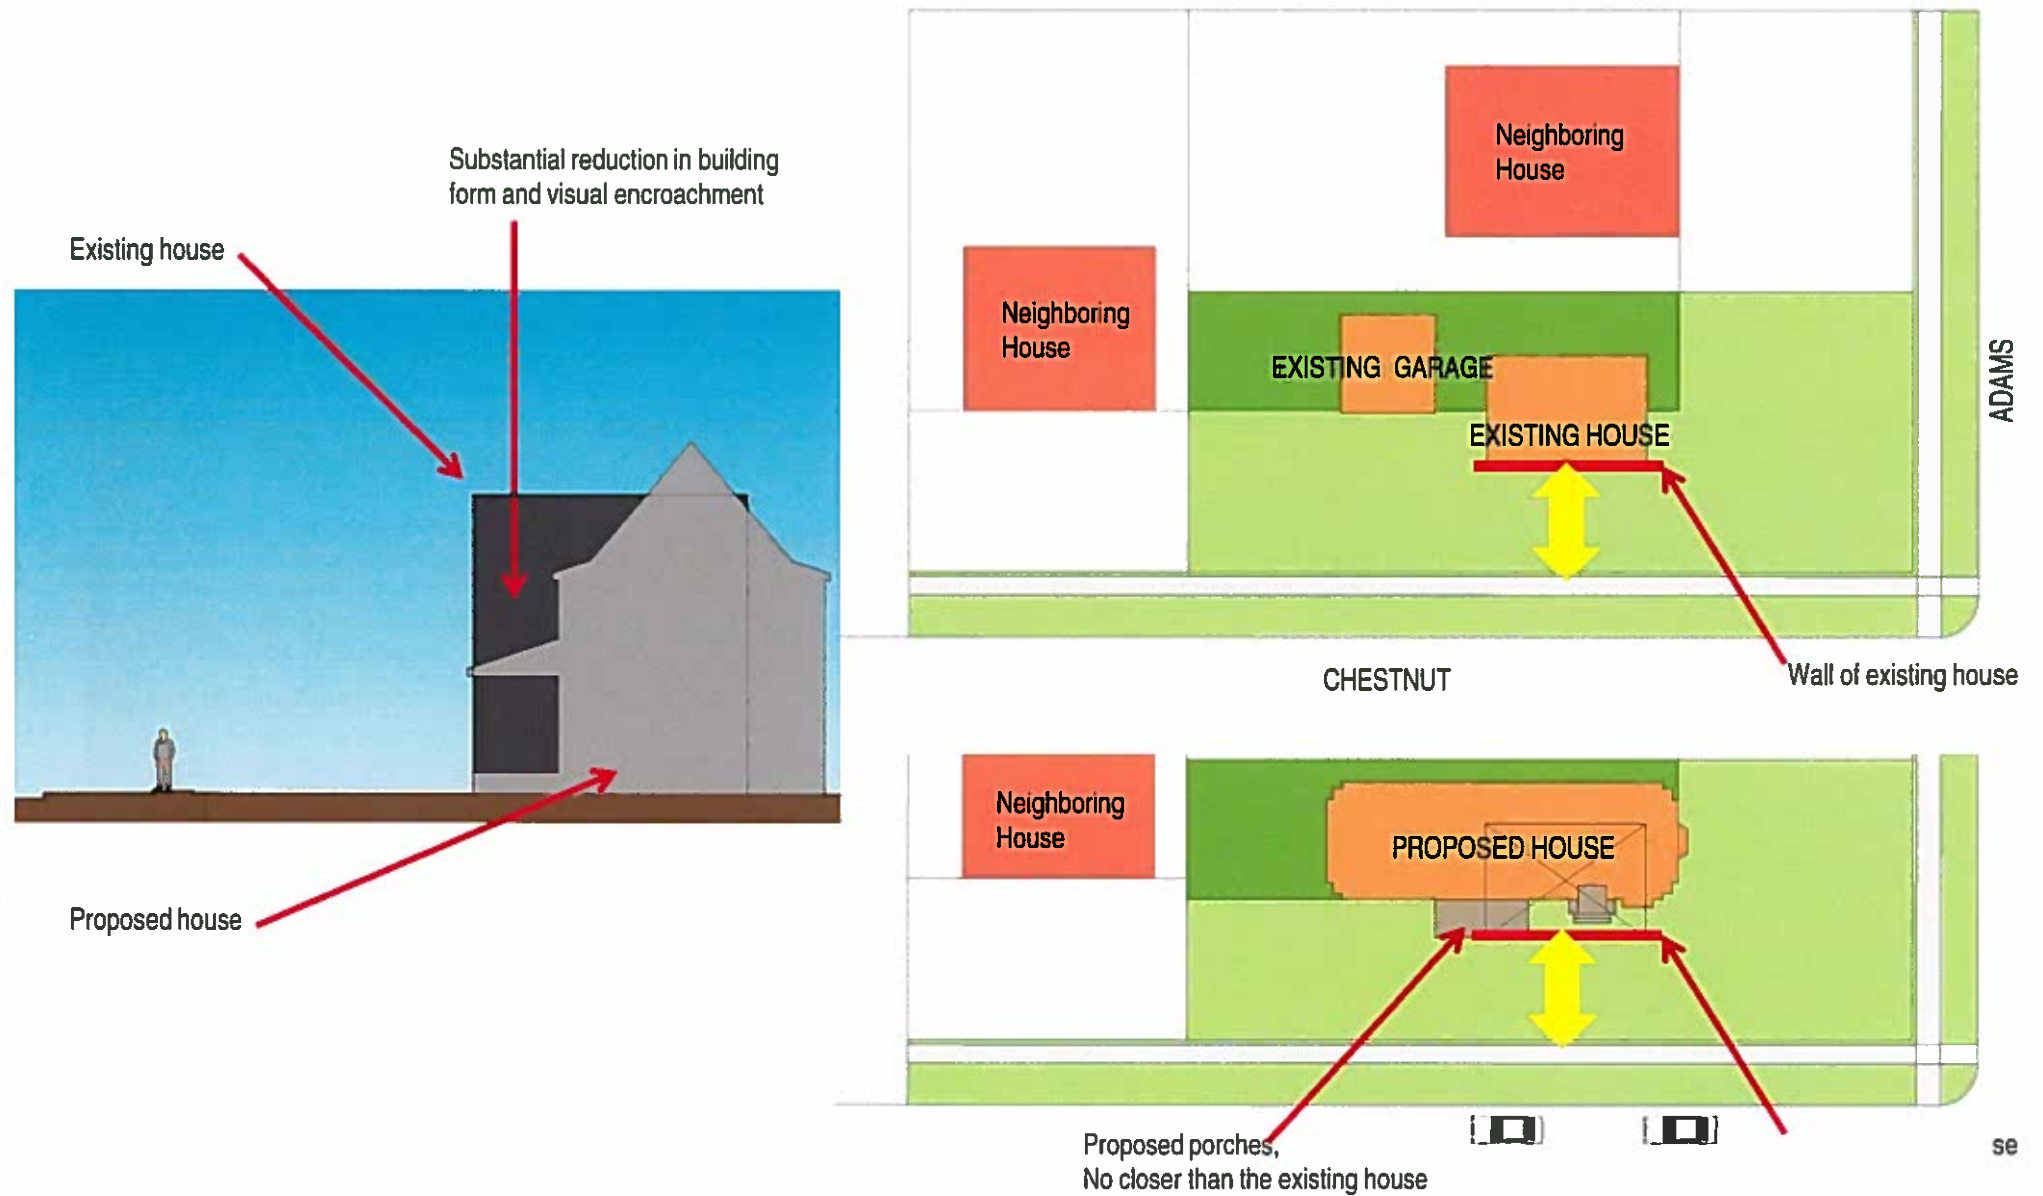 Substantial reduction in building
form and visual encroachment
Existing house
Proposed house
Neighboring
House
Neighboring
House
EXISTING GARAGE
EXISTING HOUSE
ADAMS
CHESTNUT
Wall of existing house
Neighboring
House
PROPOSED HOUSE
Proposed porches,
No closer than the existing house
se